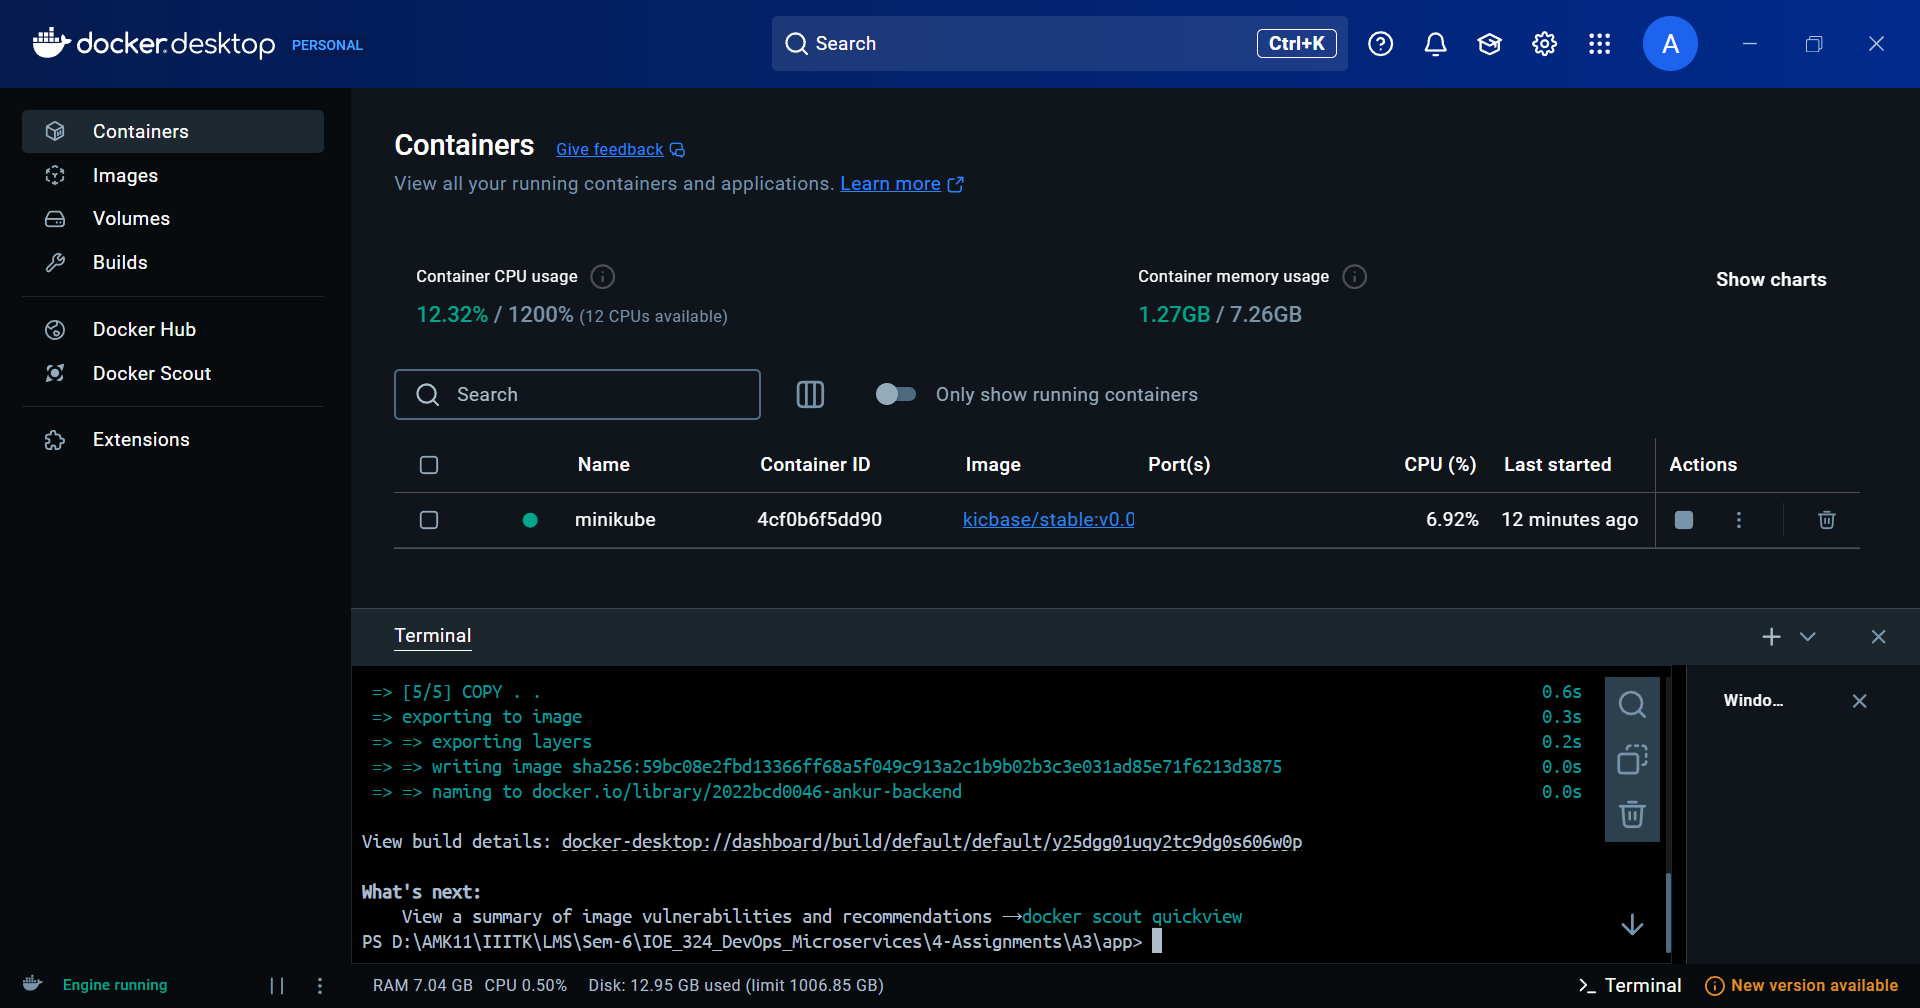 docker.desktop PERSONAL
Search Ctrl+K
A
Containers
Images
Volumes
Builds
Docker Hub
Docker Scout
Extensions
Containers Give feedback
View all your running containers and applications. Learn more
Container CPU usage
12.32% / 1200% (12 CPUs available)
Container memory usage
1.27GB / 7.26GB
Show charts
Search
Only show running containers
Name Container ID Image Port(s) CPU (%) Last started Actions
minikube 4cf0b6f5dd90 kicbase/stable:v0.0 6.92% 12 minutes ago
Terminal
=> [5/5] COPY . . 0.6s
=> exporting to image 0.3s
=> => exporting layers 0.2s
=> => writing image sha256:59bc08e2fbd13366ff68a5f049c913a2c1b9b02b3c3e031ad85e71f6213d3875 0.0s
=> => naming to docker.io/library/2022bcd0046-ankur-backend 0.0s
View build details: docker-desktop://dashboard/build/default/default/y25dgg01uqy2tc9dg0s606w0p
What's next:
View a summary of image vulnerabilities and recommendations →docker scout quickview
PS D:\AMK11\IIITK\LMS\Sem-6\IOE_324_DevOps_Microservices\4-Assignments\A3\app>
Windo...
Engine running
RAM 7.04 GB CPU 0.50% Disk: 12.95 GB used (limit 1006.85 GB)
>_ Terminal
New version available